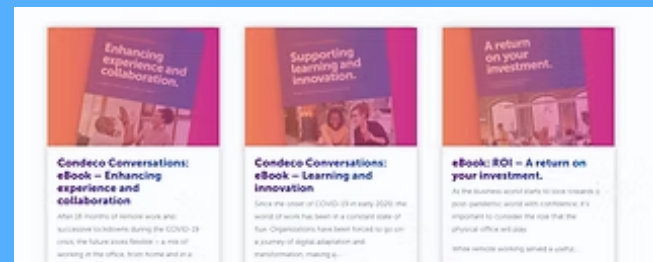 Enhancing
experience and
collaboration.
Condeco Conversations:
eBook – Enhancing
experience and
collaboration
After 18 months of remote work and
successive lockdowns during the COVID-19
crisis, the future looks flexible – a mix of
working in the office, from home and in a
Supporting
learning and
innovation.
Condeco Conversations:
eBook – Learning and
innovation
Since the onset of COVID-19 in early 2020, the
world of work has been in a constant state of
flux. Organizations have been forced to go on
a journey of digital adaptation and
transformation, making a...
A return
on your
investment.
eBook: ROI – A return on
your investment.
As the business world starts to look towards a
post-pandemic world with confidence, it's
important to consider the role that the
physical office will play.
While remote working served a useful...